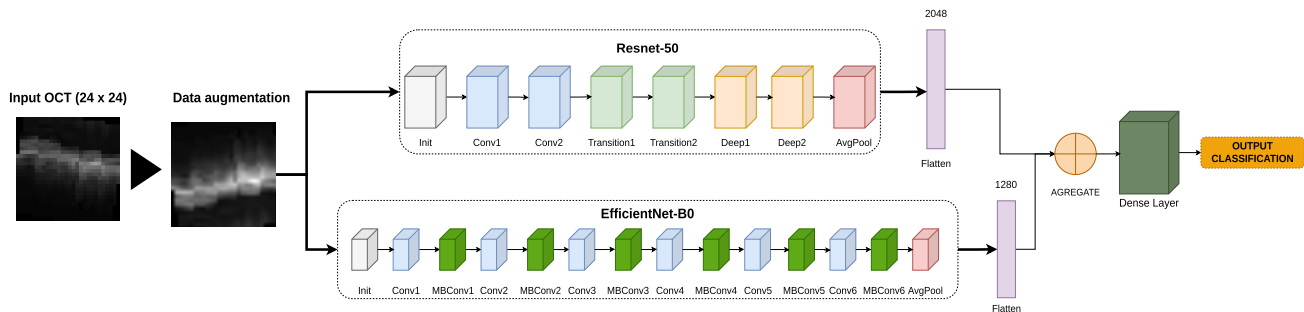 Input OCT (24 x 24)
Data augmentation
Resnet-50
Init
Conv1
Conv2
Transition1
Transition2
Deep1
Deep2
AvgPool
2048
Flatten
EfficientNet-B0
Init
Conv1
MBConv1
Conv2
MBConv2
Conv3
MBConv3
Conv4
MBConv4
Conv5
MBConv5
Conv6
MBConv6
AvgPool
1280
Flatten
AGREGATE
Dense Layer
OUTPUT
CLASSIFICATION